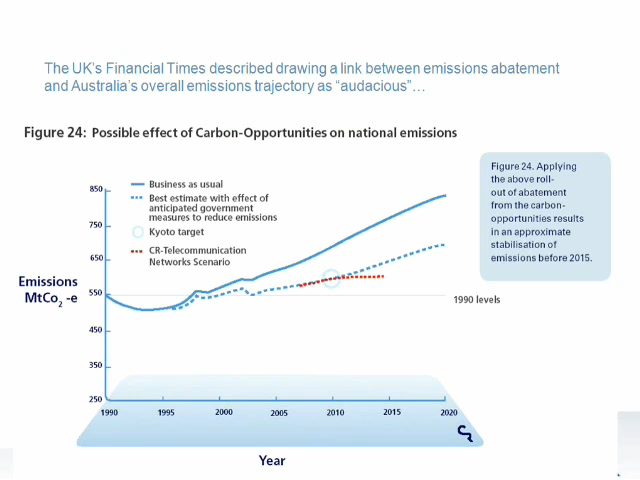 The UK's Financial Times described drawing a link between emissions abatement
and Australia's overall emissions trajectory as “audacious”…
Figure 24: Possible effect of Carbon-Opportunities on national emissions
Business as usual
Best estimate with effect of
anticipated government
measures to reduce emissions
Kyoto target
CR-Telecommunication
Networks Scenario
Figure 24. Applying
the above roll-
out of abatement
from the carbon-
opportunities results
in an approximate
stabilisation of
emissions before 2015.
850
750
650
Emissions
MtCo2 -e
550
1990 levels
450
350
250
1990 1995 2000 2005 2010 2015 2020
Year